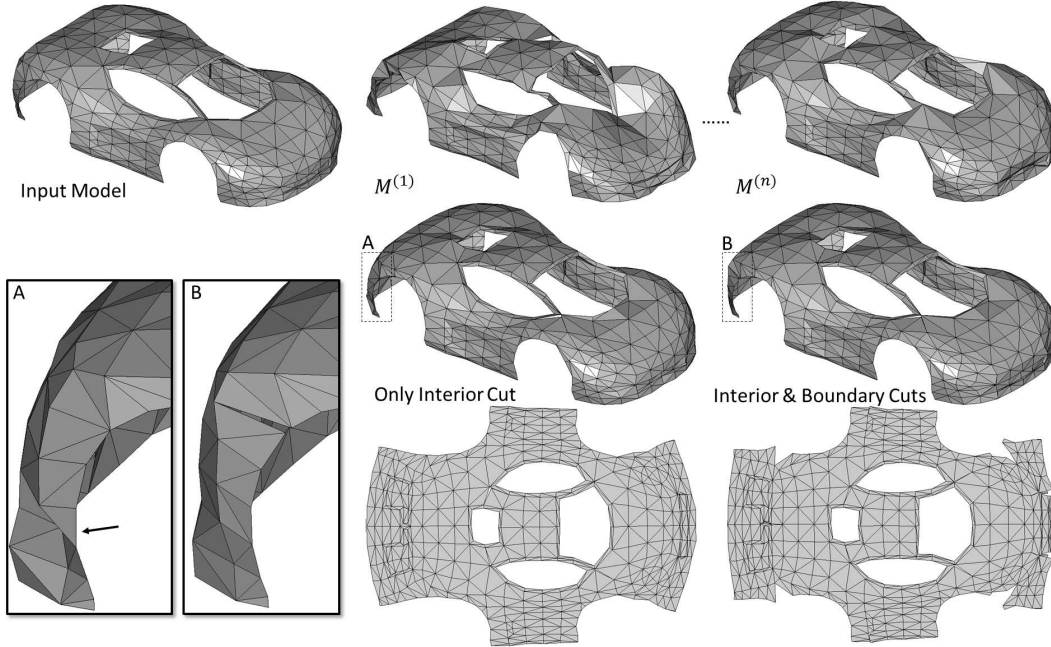 Input Model
M^{(1)}
......
M^{(n)}
A
B
A
B
Only Interior Cut
Interior & Boundary Cuts